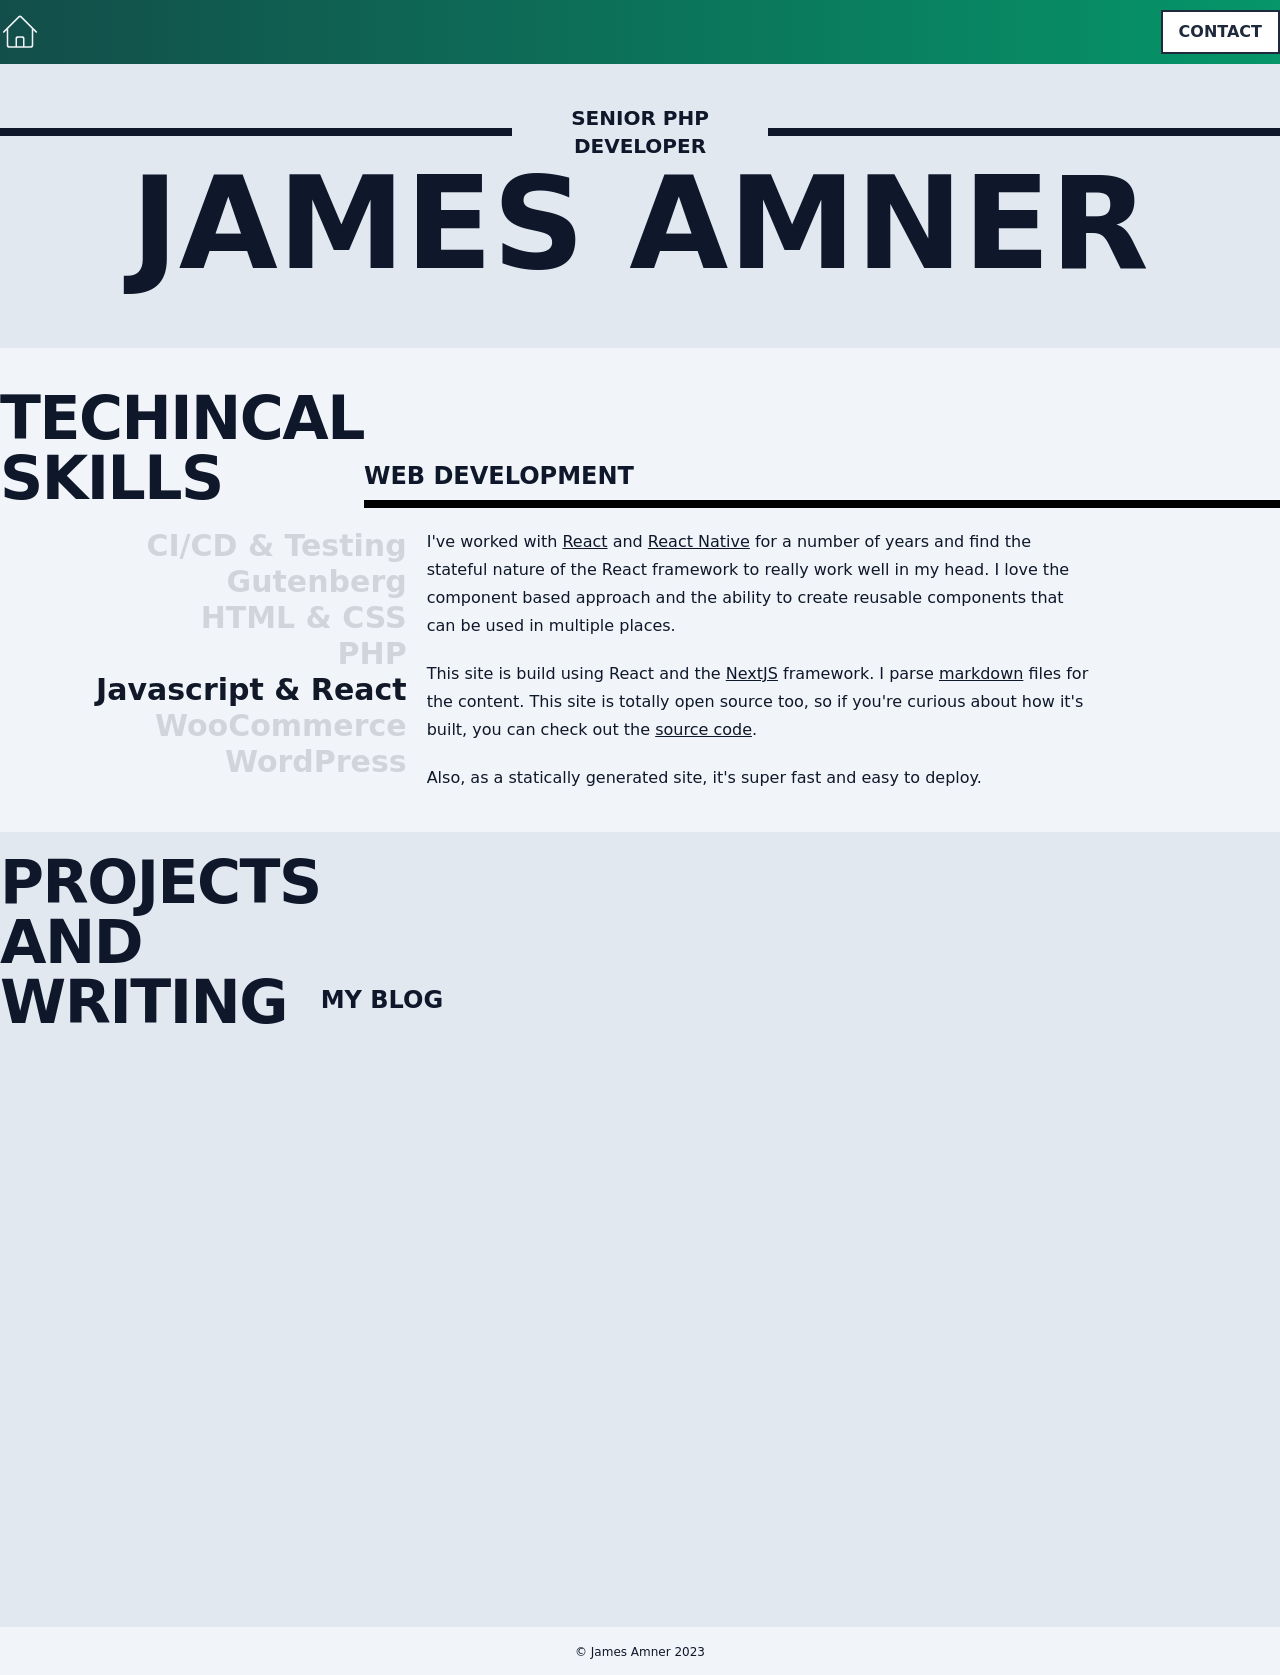 CONTACT
SENIOR PHP
DEVELOPER
JAMES AMNER
TECHINCAL
SKILLS
WEB DEVELOPMENT
CI/CD & Testing
Gutenberg
HTML & CSS
PHP
Javascript & React
WooCommerce
WordPress
I've worked with React and React Native for a number of years and find the
stateful nature of the React framework to really work well in my head. I love the
component based approach and the ability to create reusable components that
can be used in multiple places.
This site is build using React and the NextJS framework. I parse markdown files for
the content. This site is totally open source too, so if you're curious about how it's
built, you can check out the source code.
Also, as a statically generated site, it's super fast and easy to deploy.
PROJECTS
AND
WRITING
MY BLOG
© James Amner 2023